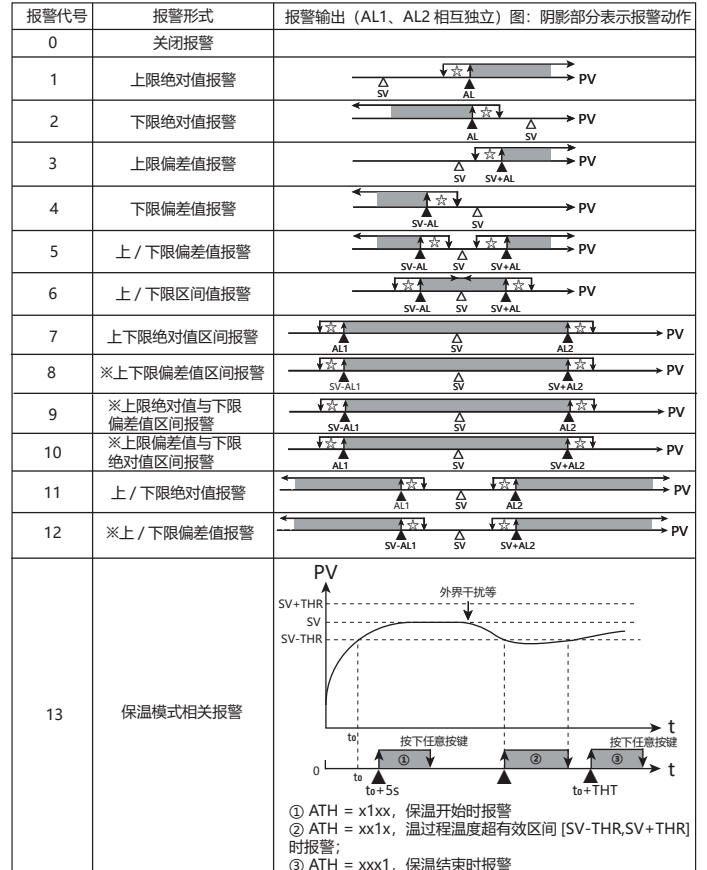 报警代号 报警形式 报警输出（AL1、AL2 相互独立）图：阴影部分表示报警动作
0 关闭报警
1 上限绝对值报警 ☆ PV
SV AL
2 下限绝对值报警 ☆ PV
AL SV
3 上限偏差值报警 ☆ PV
SV SV+AL
4 下限偏差值报警 ☆ PV
SV-AL SV
5 上 / 下限偏差值报警 ☆ ☆ PV
SV-AL SV SV+AL
6 上 / 下限区间值报警 ☆ ☆ PV
SV-AL SV SV+AL
7 上下限绝对值区间报警 ☆ ☆ PV
AL1 SV AL2
8 ※上下限偏差值区间报警 ☆ ☆ PV
SV-AL1 SV SV+AL2
9 ※上限绝对值与下限
偏差值区间报警 ☆ ☆ PV
SV-AL1 SV AL2
10 ※上限偏差值与下限
绝对值区间报警 ☆ ☆ PV
AL1 SV SV+AL2
11 上 / 下限绝对值报警 ☆ ☆ PV
AL1 SV AL2
12 ※上 / 下限偏差值报警 ☆ ☆ PV
SV-AL1 SV SV+AL2
13 保温模式相关报警
PV
外界干扰等
SV+THR
SV
SV-THR
t
t0 按下任意按键 按下任意按键
① ② ③
0 t0 t
t0+5s t0+THT
① ATH = x1xx，保温开始时报警
② ATH = xx1x，温过程温度超有效区间 [SV-THR,SV+THR]
时报警；
③ ATH = xxx1，保温结束时报警